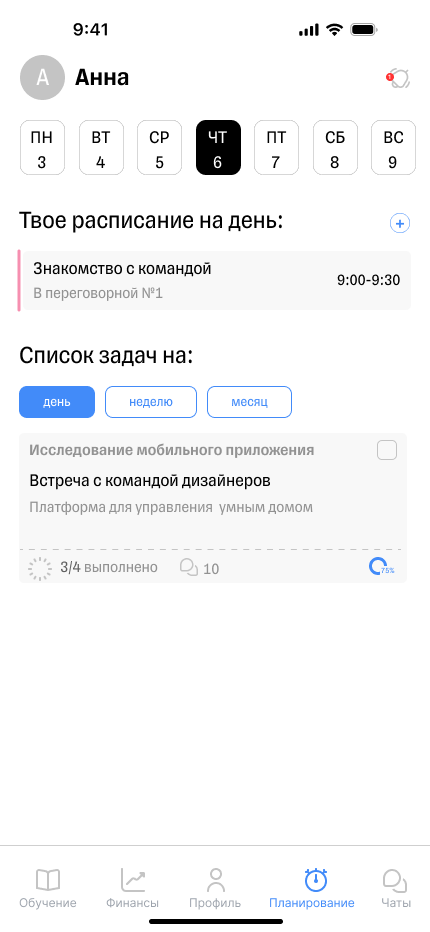 9:41
А Анна
1
ПН ВТ СР ЧТ ПТ СБ ВС
3 4 5 6 7 8 9
Твое расписание на день:
Знакомство с командой
9:00-9:30
В переговорной №1
Список задач на:
день неделю месяц
Исследование мобильного приложения
Встреча с командой дизайнеров
Платформа для управления умным домом
3/4 выполнено 10 75%
Обучение Финансы Профиль Планирование Чаты